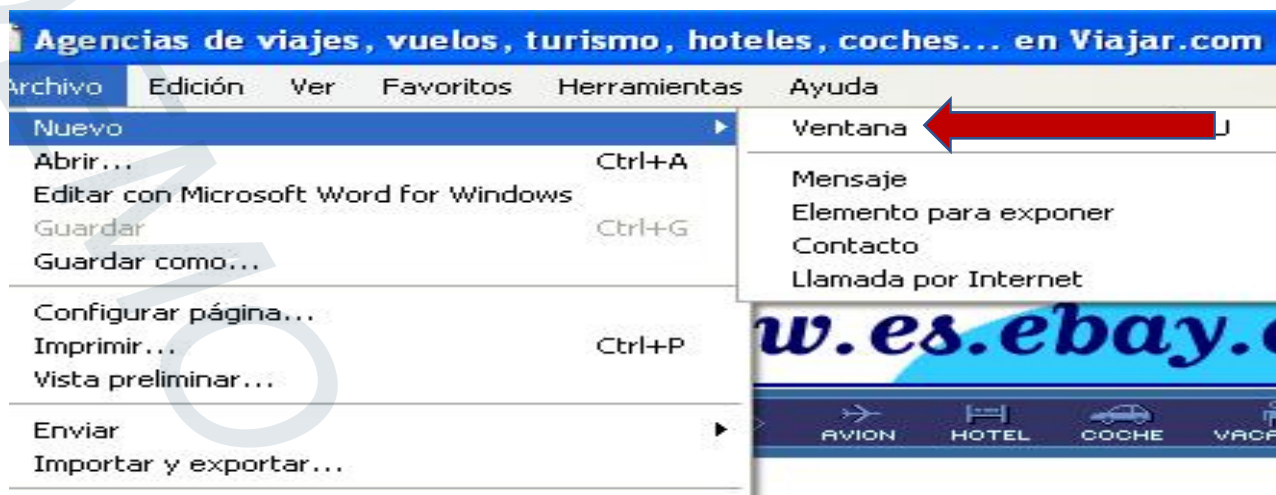 Agencias de viajes, vuelos, turismo, hoteles, coches... en Viajar.com
Archivo Edición Ver Favoritos Herramientas Ayuda
Nuevo
Abrir... Ctrl+A
Editar con Microsoft Word for Windows
Guardar Ctrl+G
Guardar como...
Configurar página...
Imprimir... Ctrl+P
Vista preliminar...
Enviar
Importar y exportar...
Ventana
Mensaje
Elemento para exponer
Contacto
Llamada por Internet
w.es.ebay.
AVION HOTEL COCHE